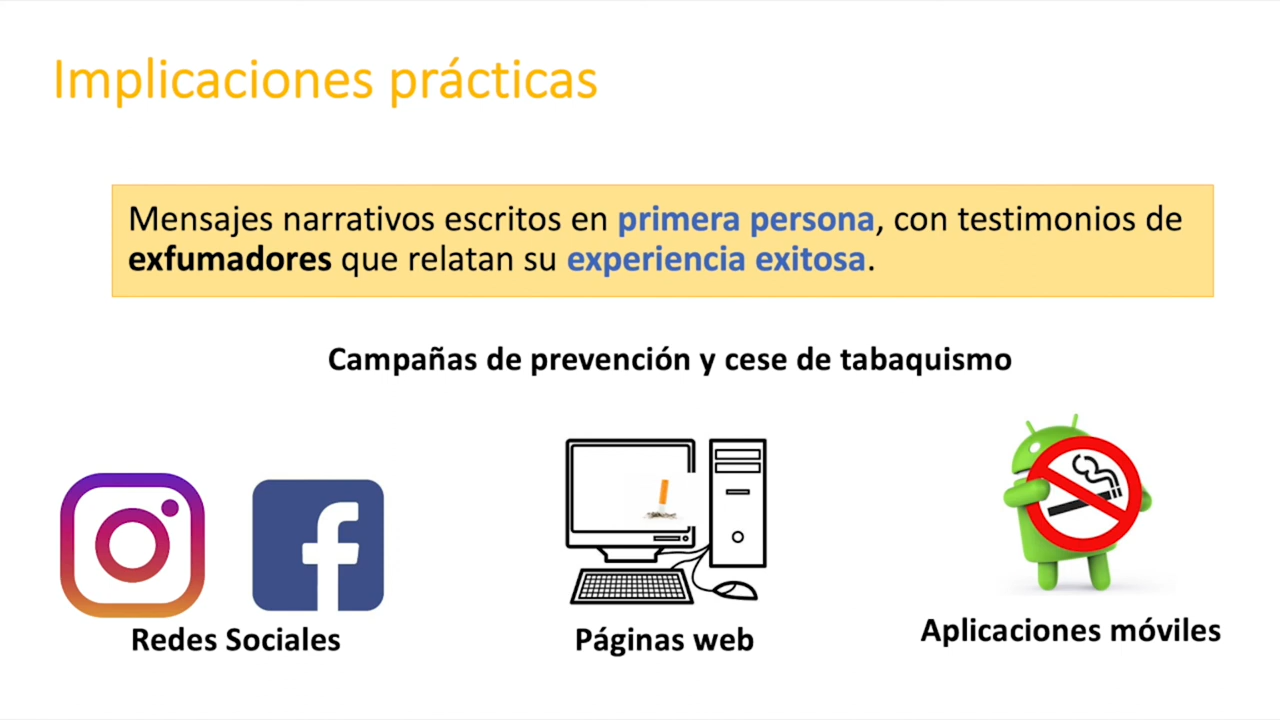 Implicaciones prácticas
Mensajes narrativos escritos en primera persona, con testimonios de
exfumadores que relatan su experiencia exitosa.
Campañas de prevención y cese de tabaquismo
Redes Sociales
Páginas web
Aplicaciones móviles